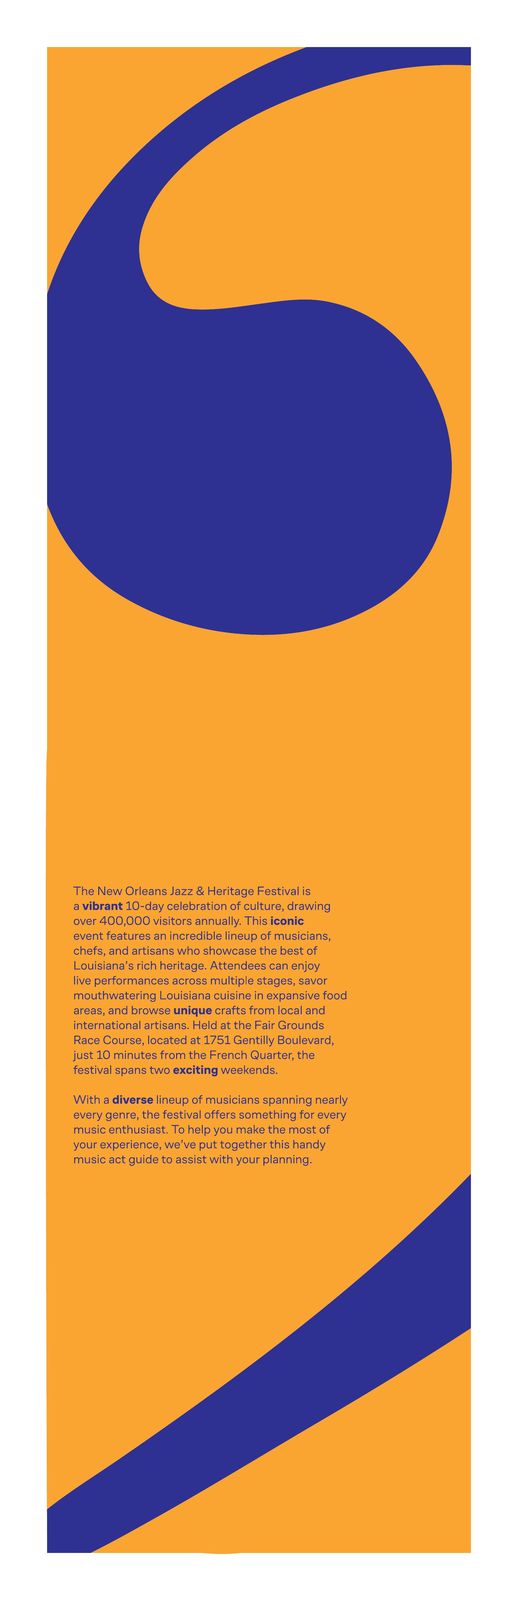 The New Orleans Jazz & Heritage Festival is
a vibrant 10-day celebration of culture, drawing
over 400,000 visitors annually. This iconic
event features an incredible lineup of musicians,
chefs, and artisans who showcase the best of
Louisiana's rich heritage. Attendees can enjoy
live performances across multiple stages, savor
mouthwatering Louisiana cuisine in expansive food
areas, and browse unique crafts from local and
international artisans. Held at the Fair Grounds
Race Course, located at 1751 Gentilly Boulevard,
just 10 minutes from the French Quarter, the
festival spans two exciting weekends.

With a diverse lineup of musicians spanning nearly
every genre, the festival offers something for every
music enthusiast. To help you make the most of
your experience, we've put together this handy
music act guide to assist with your planning.